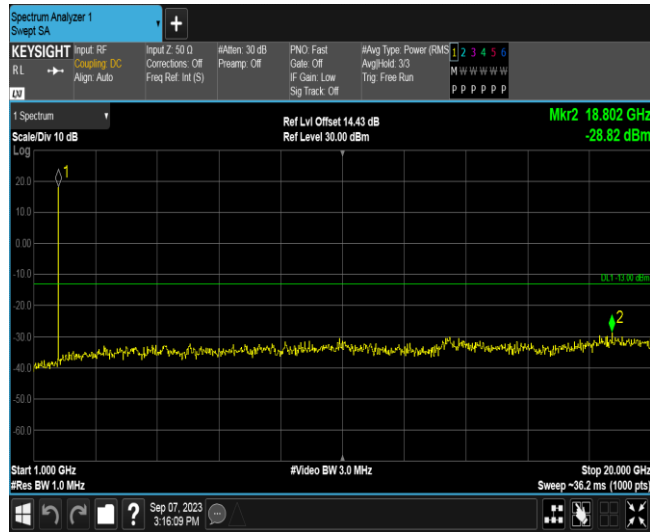 Spectrum Analyzer 1
Swept SA
KEYSIGHT
RL
LXI
Input: RF
Coupling: DC
Align: Auto
Input Z: 50 Ω
Corrections: Off
Freq Ref: Int (S)
#Atten: 30 dB
Preamp: Off
PNO: Fast
Gate: Off
IF Gain: Low
Sig Track: Off
#Avg Type: Power (RMS
Avg|Hold: 3/3
Trig: Free Run
1 2 3 4 5 6
M W W W W W
P P P P P P
1 Spectrum
Scale/Div 10 dB
Ref Lvl Offset 14.43 dB
Ref Level 30.00 dBm
Mkr2 18.802 GHz
-28.82 dBm
Log
1
20.0
10.0
0.00
-10.0
DL1 -13.00 dBm
-20.0
2
-30.0
-40.0
-50.0
-60.0
Start 1.000 GHz
#Video BW 3.0 MHz
Stop 20.000 GHz
#Res BW 1.0 MHz
Sweep ~36.2 ms (1000 pts)
?
Sep 07, 2023
3:16:09 PM